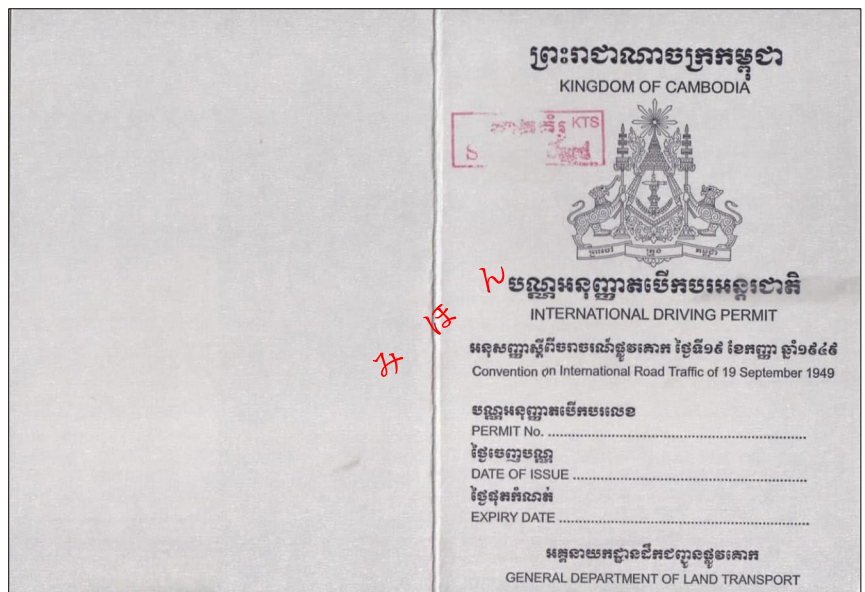 ព្រះរាជាណាចក្រកម្ពុជា
KINGDOM OF CAMBODIA
KTS
S
みほん
បណ្ណអនុញ្ញាតបើកបរអន្តរជាតិ
INTERNATIONAL DRIVING PERMIT
អនុសញ្ញាស្តីពីចរាចរណ៍ផ្លូវគោក ថ្ងៃទី១៩ ខែកញ្ញា ឆ្នាំ១៩៤៩
Convention on International Road Traffic of 19 September 1949
បណ្ណអនុញ្ញាតបើកបរលេខ
PERMIT No. ..........................................................
ថ្ងៃចេញបណ្ណ
DATE OF ISSUE ....................................................
ថ្ងៃផុតកំណត់
EXPIRY DATE .........................................................
អគ្គនាយកដ្ឋានដឹកជញ្ជូនផ្លូវគោក
GENERAL DEPARTMENT OF LAND TRANSPORT